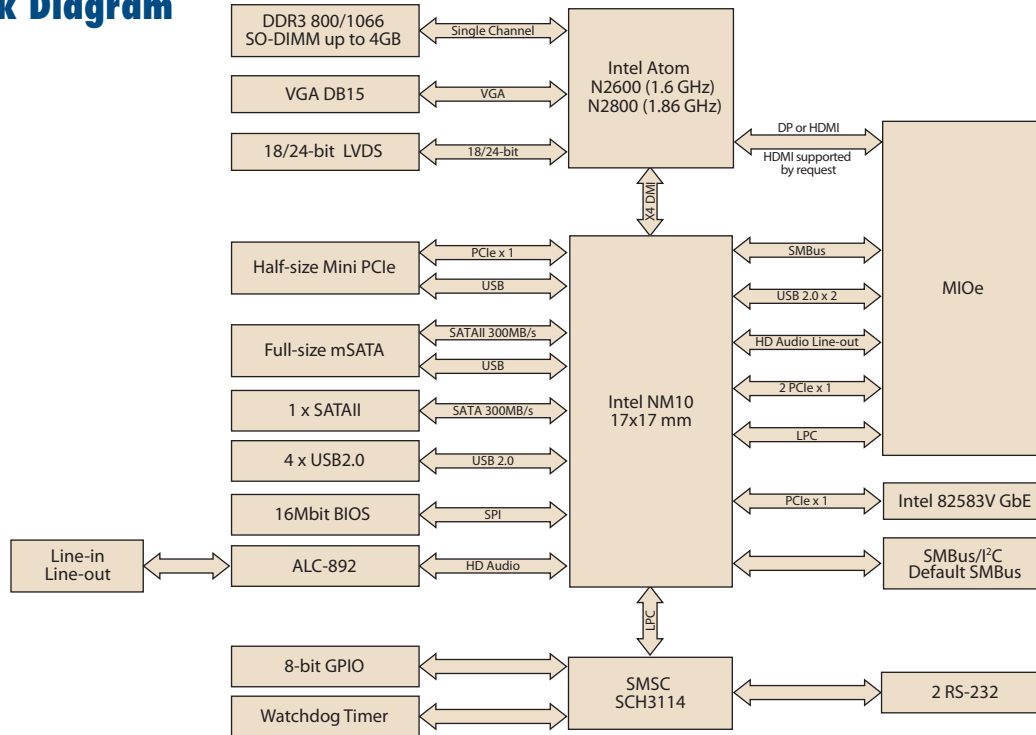 k Diagram
DDR3 800/1066
SO-DIMM up to 4GB
Single Channel
Intel Atom
N2600 (1.6 GHz)
N2800 (1.86 GHz)
VGA DB15
VGA
18/24-bit LVDS
18/24-bit
DP or HDMI
HDMI supported
by request
X4 DMI
MIOe
Half-size Mini PCIe
PCIe x 1
USB
Full-size mSATA
SATAII 300MB/s
USB
1 x SATAII
SATA 300MB/s
4 x USB2.0
USB 2.0
16Mbit BIOS
SPI
Line-in
Line-out
ALC-892
HD Audio
Intel NM10
17x17 mm
SMBus
USB 2.0 x 2
HD Audio Line-out
2 PCIe x 1
LPC
PCIe x 1
Intel 82583V GbE
SMBus/I²C
Default SMBus
LPC
8-bit GPIO
Watchdog Timer
SMSC
SCH3114
2 RS-232